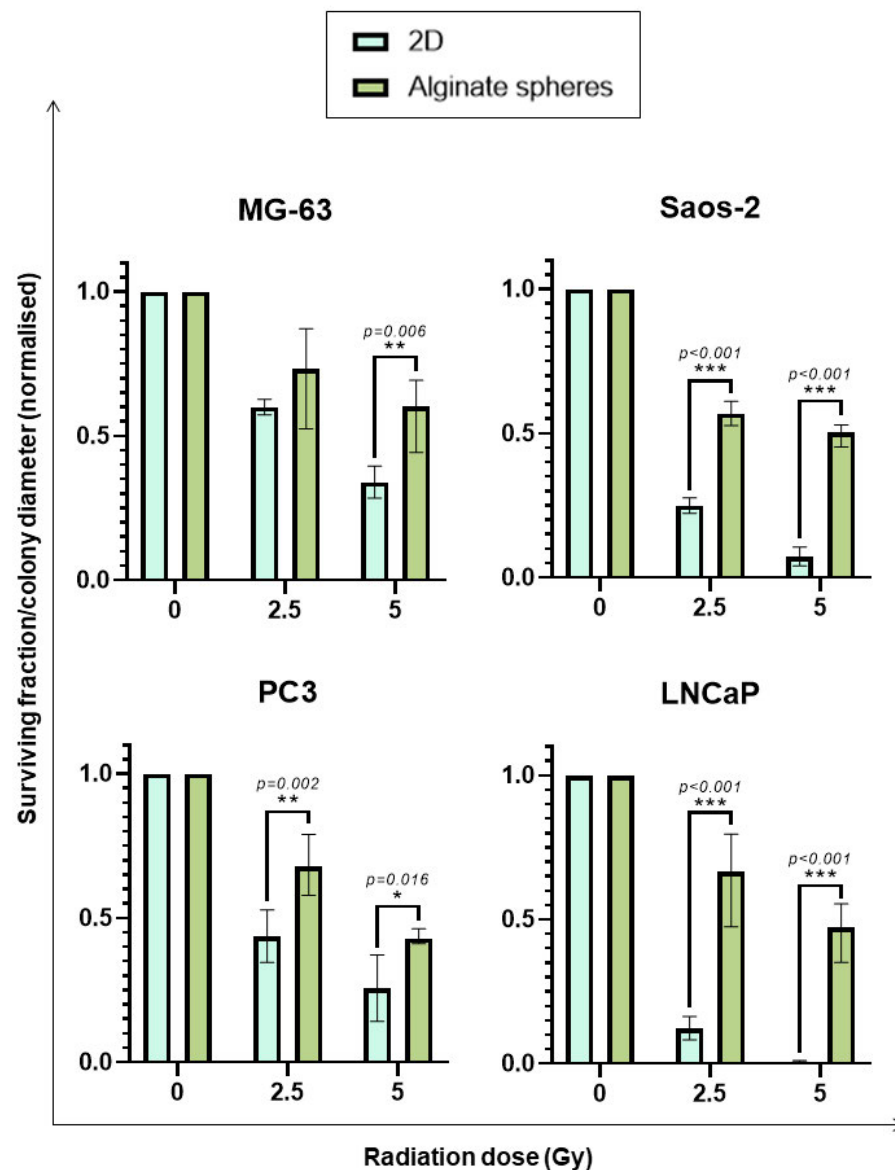 2D
Alginate spheres
Surviving fraction/colony diameter (normalised)
MG-63
1.0
0.5
0.0
p=0.006
**
0 2.5 5
Saos-2
1.0
0.5
0.0
p<0.001
***
p<0.001
***
0 2.5 5
PC3
1.0
0.5
0.0
p=0.002
**
p=0.016
*
0 2.5 5
LNCaP
1.0
0.5
0.0
p<0.001
***
p<0.001
***
0 2.5 5
Radiation dose (Gy)